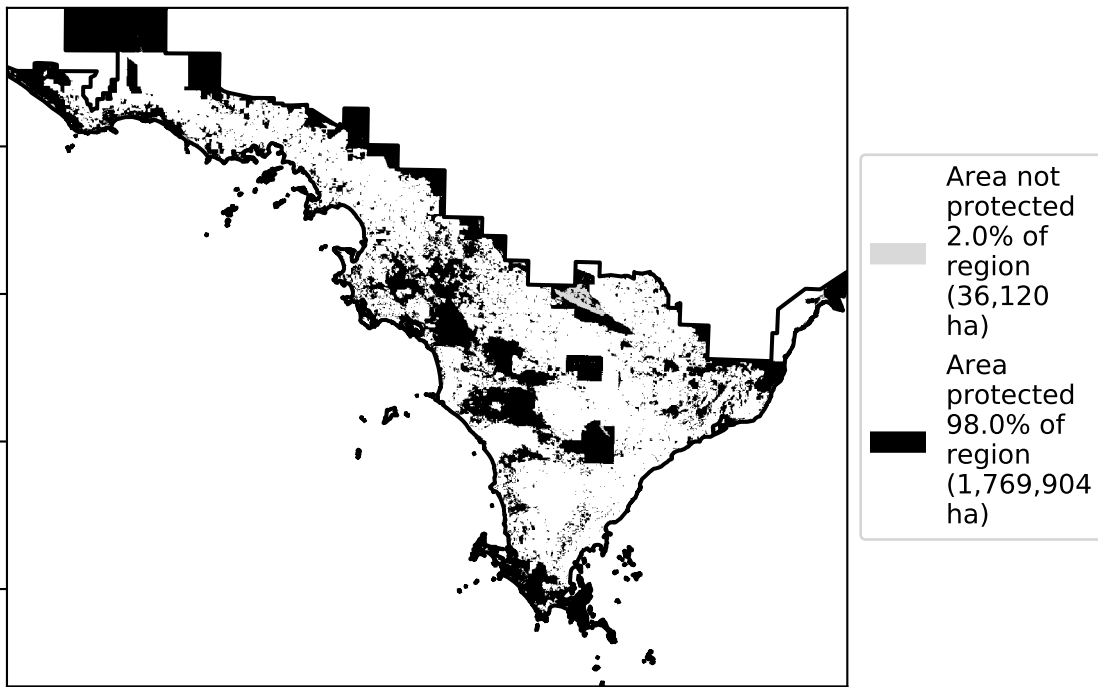 Area not
protected
2.0% of
region
(36,120
ha)
Area
protected
98.0% of
region
(1,769,904
ha)